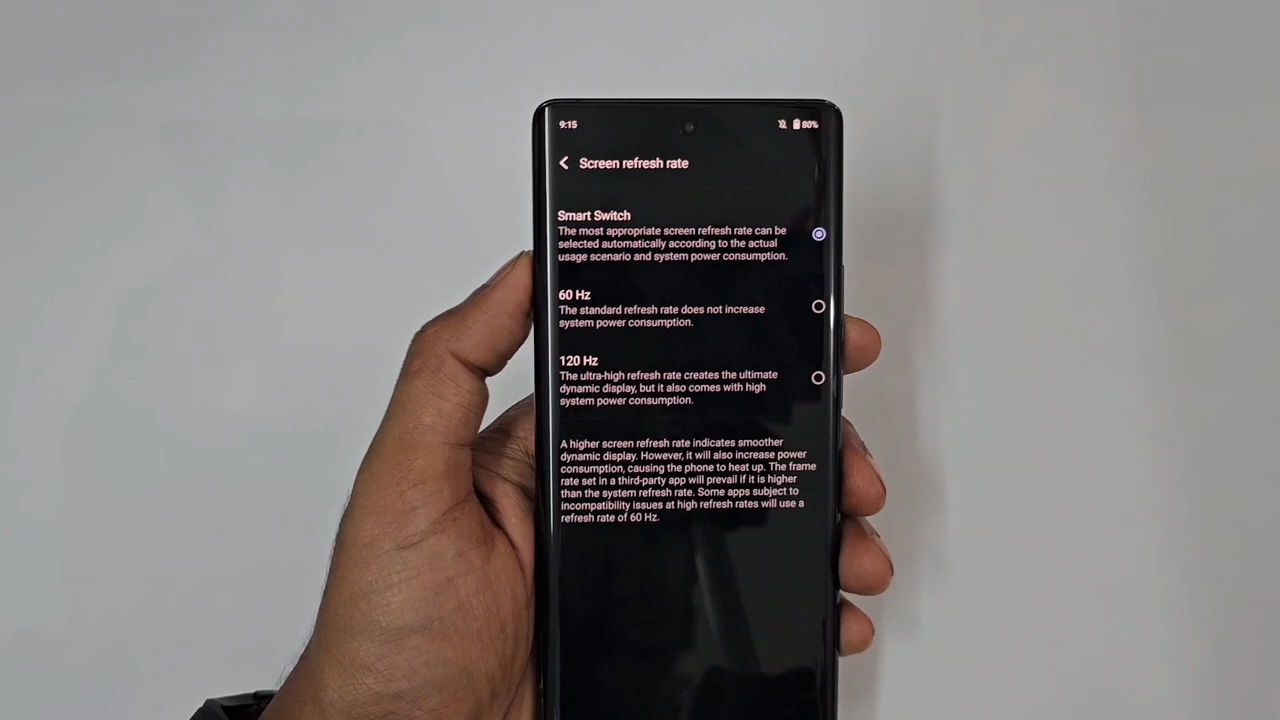 9:15
80%
Screen refresh rate
Smart Switch
The most appropriate screen refresh rate can be
selected automatically according to the actual
usage scenario and system power consumption.
60 Hz
The standard refresh rate does not increase
system power consumption.
120 Hz
The ultra-high refresh rate creates the ultimate
dynamic display, but it also comes with high
system power consumption.
A higher screen refresh rate indicates smoother
dynamic display. However, it will also increase power
consumption, causing the phone to heat up. The frame
rate set in a third-party app will prevail if it is higher
than the system refresh rate. Some apps subject to
incompatibility issues at high refresh rates will use a
refresh rate of 60 Hz.